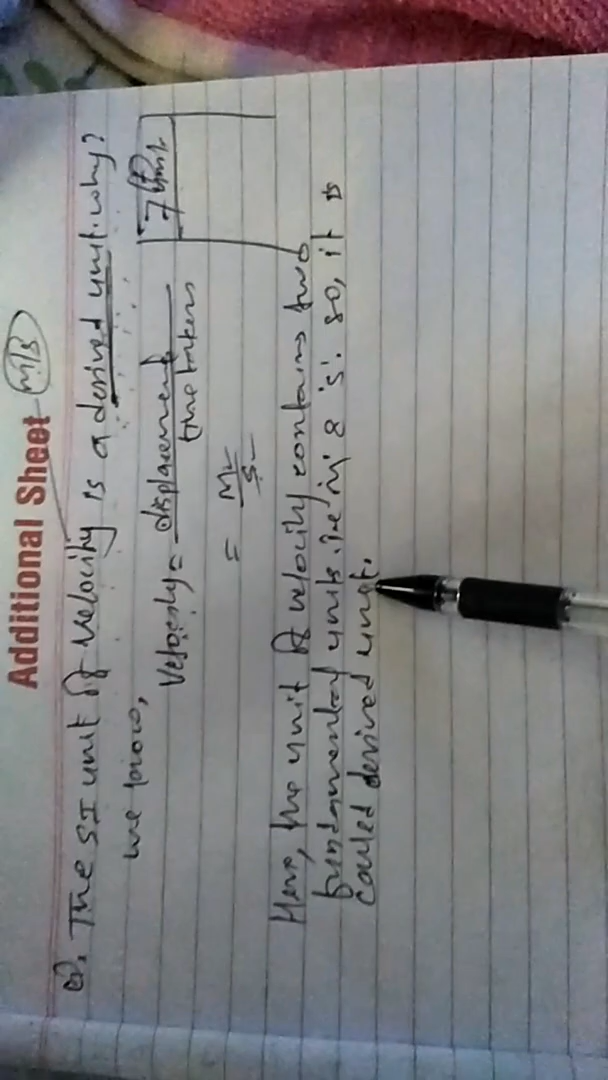 Additional Sheet
Q. The SI unit of velocity is a derived unit. why?
we know,
Velocity = displacement / time taken
= m / s
Here, the unit of velocity contains two
fundamental units. i.e 'm' & 's'. so, it is
called derived unit.